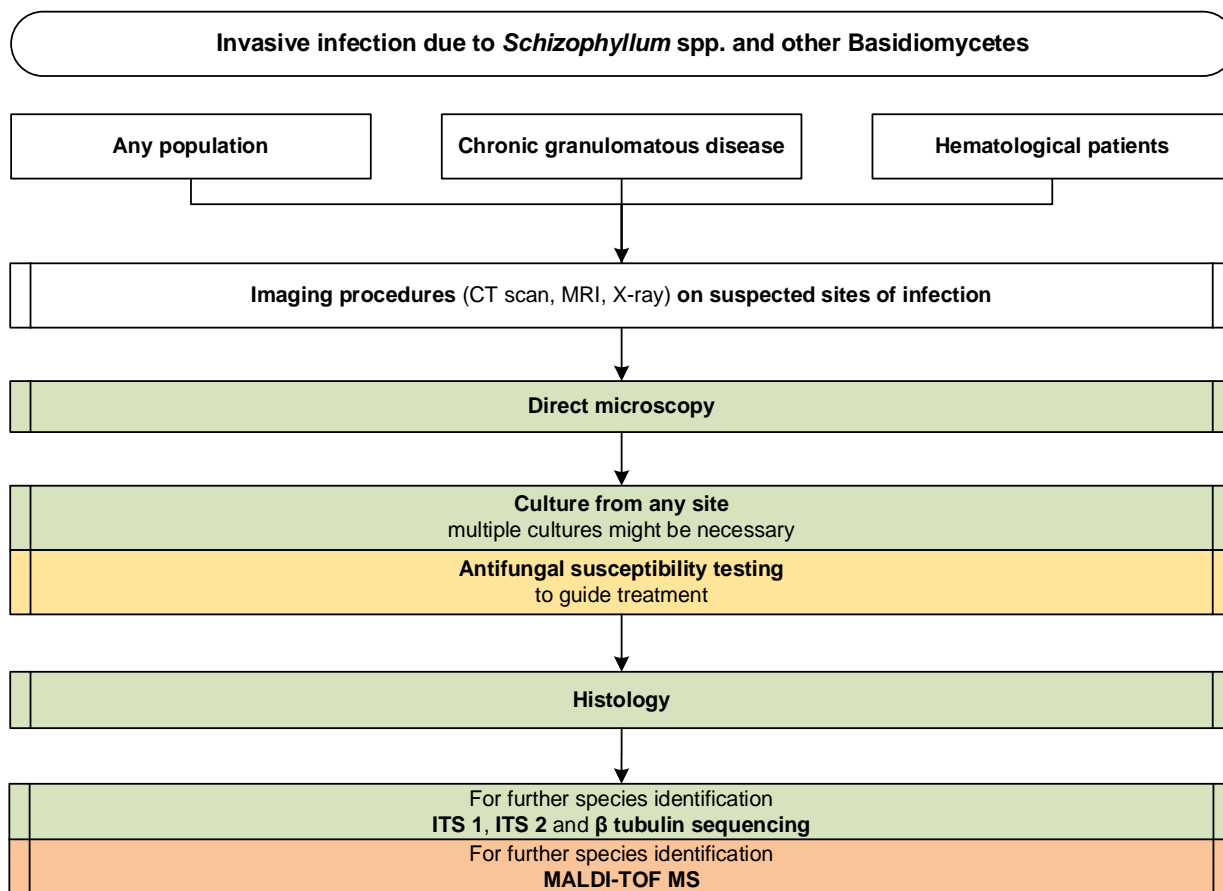 Invasive infection due to Schizophyllum spp. and other Basidiomycetes
Any population
Chronic granulomatous disease
Hematological patients
Imaging procedures (CT scan, MRI, X-ray) on suspected sites of infection
Direct microscopy
Culture from any site
multiple cultures might be necessary
Antifungal susceptibility testing
to guide treatment
Histology
For further species identification
ITS 1, ITS 2 and β tubulin sequencing
For further species identification
MALDI-TOF MS